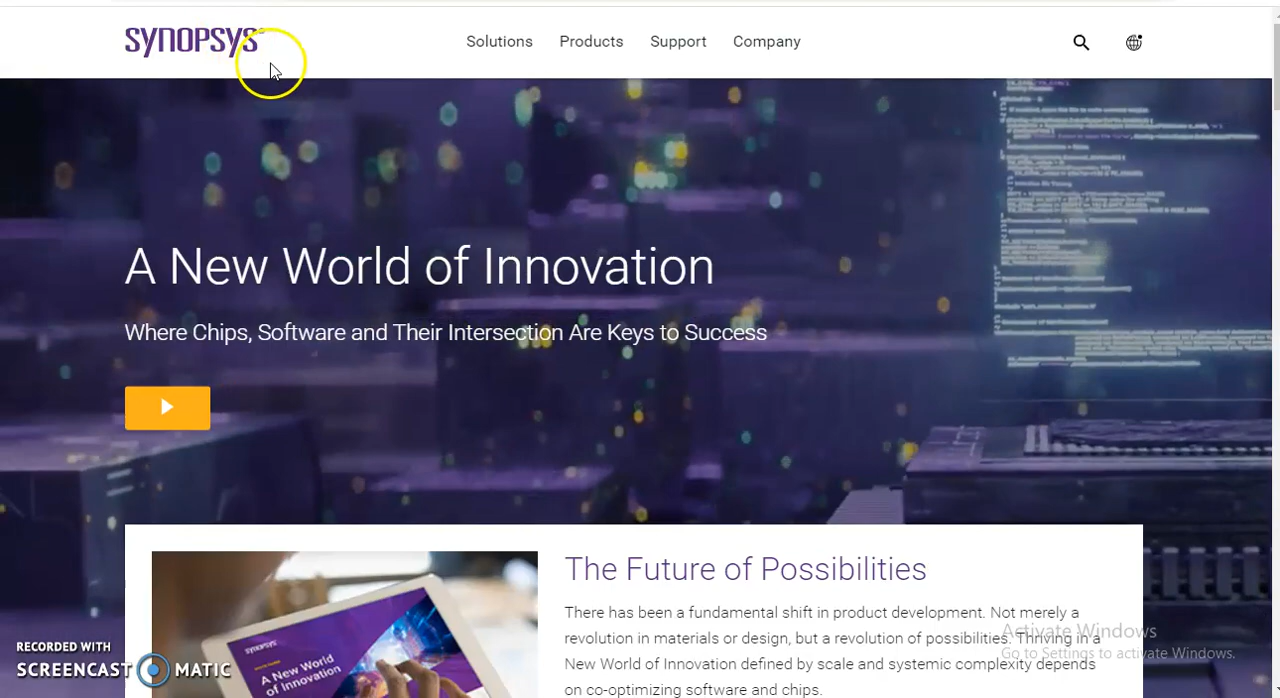 SYNOPSYS
Solutions Products Support Company
A New World of Innovation
Where Chips, Software and Their Intersection Are Keys to Success
The Future of Possibilities
There has been a fundamental shift in product development. Not merely a
revolution in materials or design, but a revolution of possibilities. Thriving in a
New World of Innovation defined by scale and systemic complexity depends
on co-optimizing software and chips.
SYNOPSYS
A New World
of Innovation
Activate Windows
Go to Settings to activate Windows.
RECORDED WITH
SCREENCAST MATIC